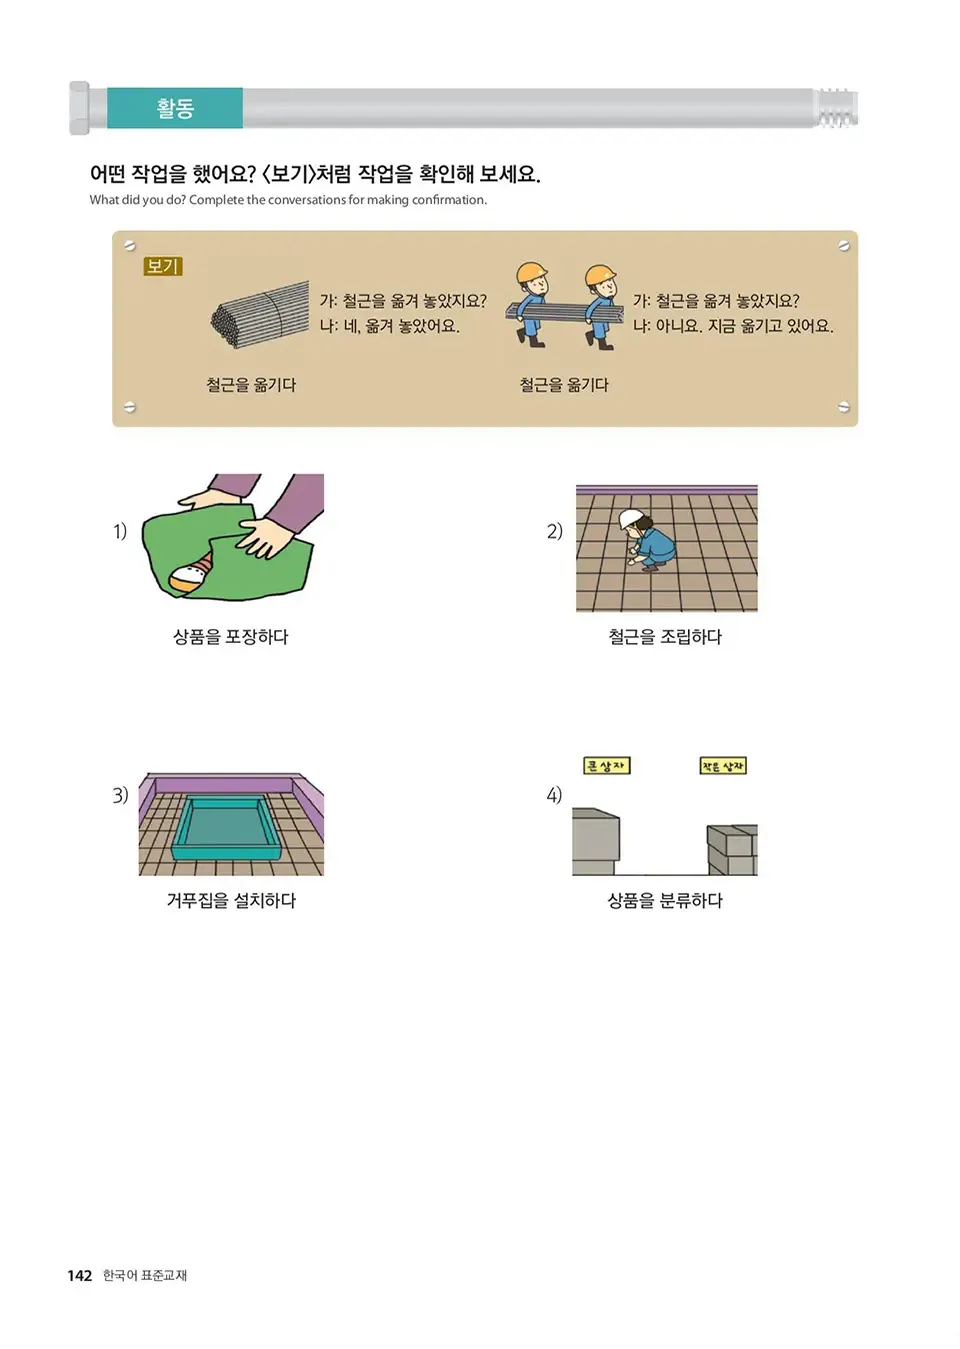 활동
어떤 작업을 했어요? 〈보기〉처럼 작업을 확인해 보세요.
What did you do? Complete the conversations for making confirmation.
보기
가: 철근을 옮겨 놓았지요?
나: 네, 옮겨 놓았어요.
철근을 옮기다
가: 철근을 옮겨 놓았지요?
나: 아니요. 지금 옮기고 있어요.
철근을 옮기다
1)
상품을 포장하다
2)
철근을 조립하다
3)
거푸집을 설치하다
4)
큰 상자
작은 상자
상품을 분류하다
142 한국어 표준교재